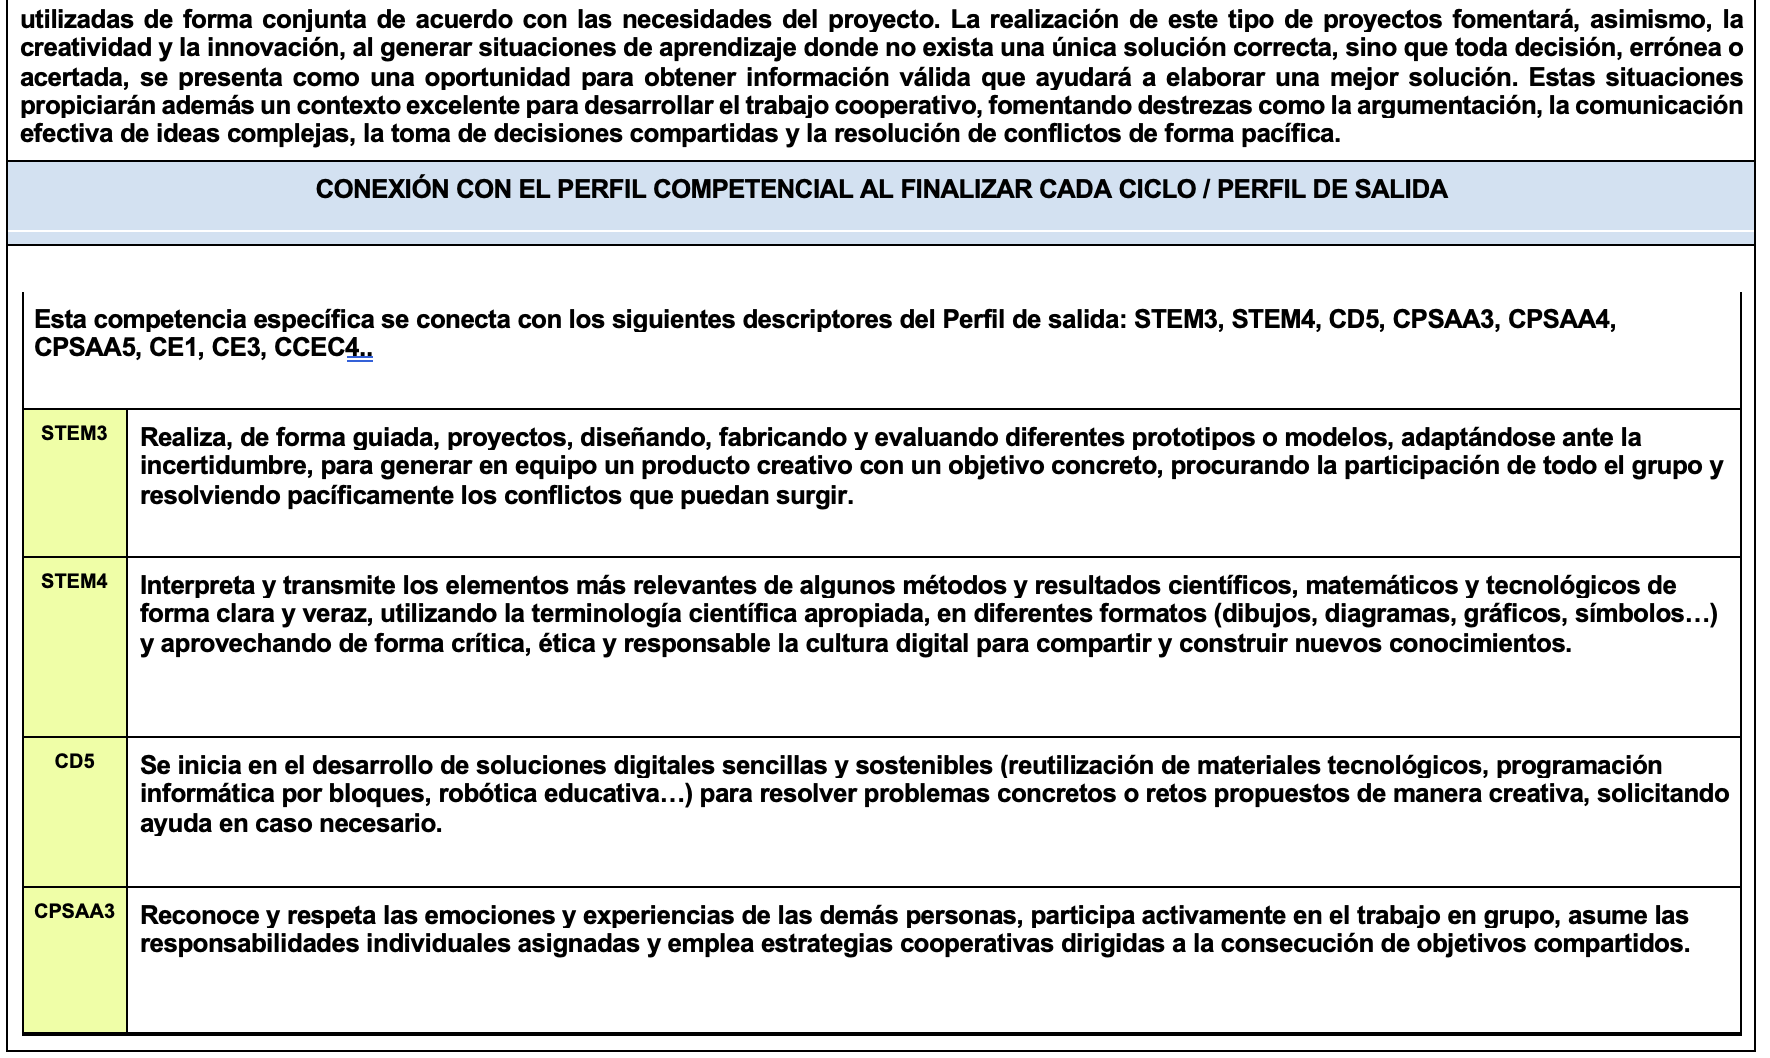 utilizadas de forma conjunta de acuerdo con las necesidades del proyecto. La realización de este tipo de proyectos fomentará, asimismo, la
creatividad y la innovación, al generar situaciones de aprendizaje donde no exista una única solución correcta, sino que toda decisión, errónea o
acertada, se presenta como una oportunidad para obtener información válida que ayudará a elaborar una mejor solución. Estas situaciones
propiciarán además un contexto excelente para desarrollar el trabajo cooperativo, fomentando destrezas como la argumentación, la comunicación
efectiva de ideas complejas, la toma de decisiones compartidas y la resolución de conflictos de forma pacífica.
CONEXIÓN CON EL PERFIL COMPETENCIAL AL FINALIZAR CADA CICLO / PERFIL DE SALIDA
Esta competencia específica se conecta con los siguientes descriptores del Perfil de salida: STEM3, STEM4, CD5, CPSAA3, CPSAA4,
CPSAA5, CE1, CE3, CCEC4..
STEM3
Realiza, de forma guiada, proyectos, diseñando, fabricando y evaluando diferentes prototipos o modelos, adaptándose ante la
incertidumbre, para generar en equipo un producto creativo con un objetivo concreto, procurando la participación de todo el grupo y
resolviendo pacíficamente los conflictos que puedan surgir.
STEM4
Interpreta y transmite los elementos más relevantes de algunos métodos y resultados científicos, matemáticos y tecnológicos de
forma clara y veraz, utilizando la terminología científica apropiada, en diferentes formatos (dibujos, diagramas, gráficos, símbolos…)
y aprovechando de forma crítica, ética y responsable la cultura digital para compartir y construir nuevos conocimientos.
CD5
Se inicia en el desarrollo de soluciones digitales sencillas y sostenibles (reutilización de materiales tecnológicos, programación
informática por bloques, robótica educativa…) para resolver problemas concretos o retos propuestos de manera creativa, solicitando
ayuda en caso necesario.
CPSAA3
Reconoce y respeta las emociones y experiencias de las demás personas, participa activamente en el trabajo en grupo, asume las
responsabilidades individuales asignadas y emplea estrategias cooperativas dirigidas a la consecución de objetivos compartidos.